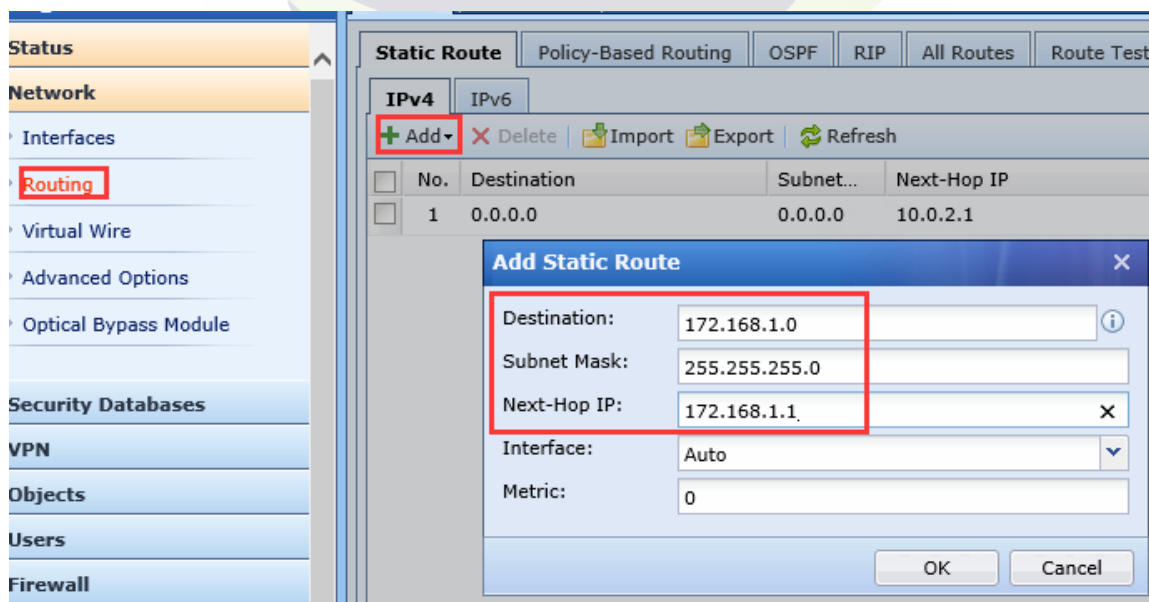 Status
Network
Interfaces
Routing
Virtual Wire
Advanced Options
Optical Bypass Module
Security Databases
VPN
Objects
Users
Firewall
Static Route Policy-Based Routing OSPF RIP All Routes Route Test
IPv4 IPv6
Add Delete Import Export Refresh
No. Destination Subnet... Next-Hop IP
1 0.0.0.0 0.0.0.0 10.0.2.1
Add Static Route
Destination: 172.168.1.0
Subnet Mask: 255.255.255.0
Next-Hop IP: 172.168.1.1
Interface: Auto
Metric: 0
OK Cancel